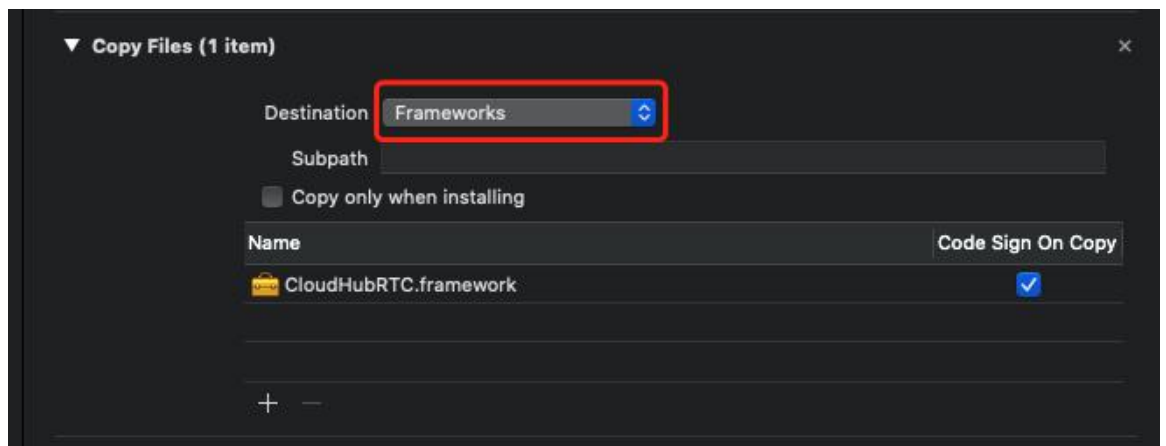 Copy Files (1 item)
Destination Frameworks
Subpath
Copy only when installing
Name Code Sign On Copy
CloudHubRTC.framework